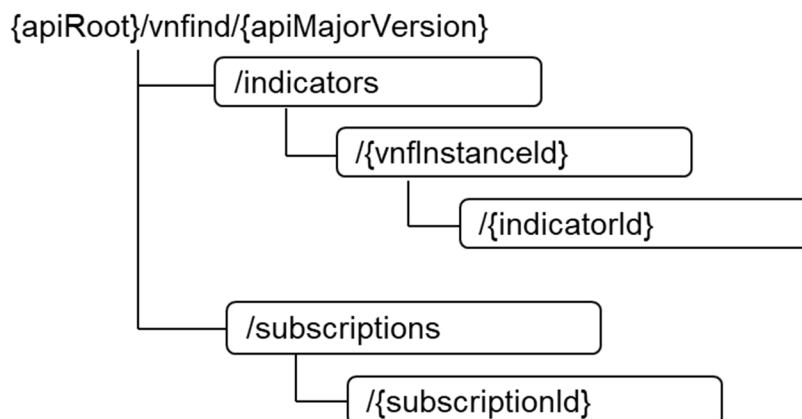 {apiRoot}/vnfind/{apiMajorVersion}
/indicators
/{vnfInstanceId}
/{indicatorId}
/subscriptions
/{subscriptionId}